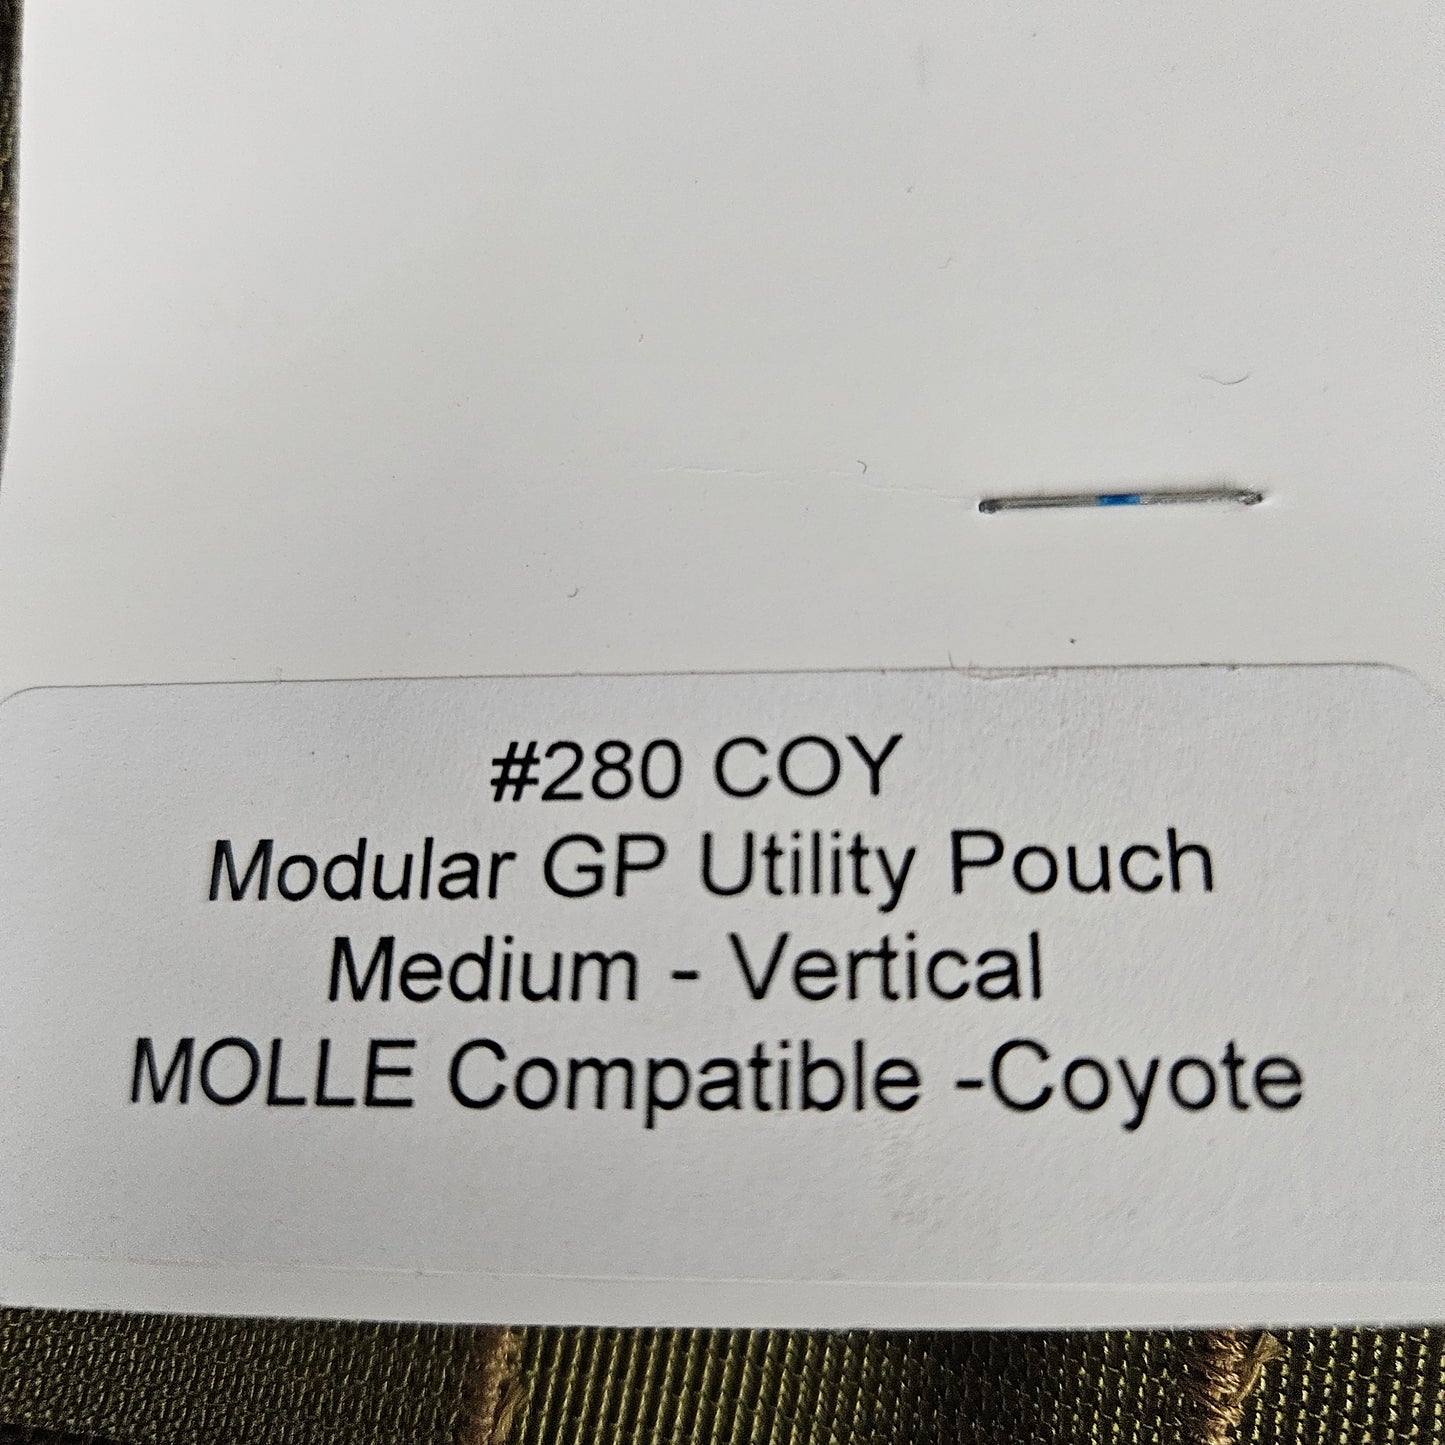 #280 COY
Modular GP Utility Pouch
Medium - Vertical
MOLLE Compatible -Coyote